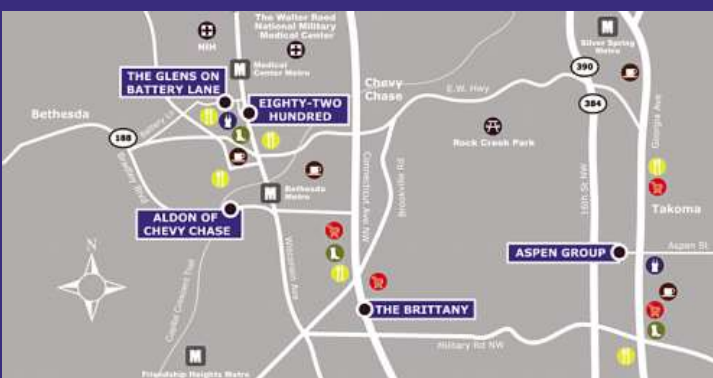 The Walter Reed
National Military
Medical Center
NIH
M
Medical
Center Metro
M
Silver Spring
Metro
390
THE GLENS ON
BATTERY LANE
Chevy
Chase
E.W. Hwy
384
EIGHTY-TWO
HUNDRED
Bethesda
Battery Ln
188
Rock Creek Park
Georgia Ave
Bradley Blvd
M
Bethesda
Metro
Connecticut Ave NW
Brookville Rd
16th St NW
Takoma
ALDON OF
CHEVY CHASE
Wisconsin Ave
Aspen St
ASPEN GROUP
N
Capital Crescent Trail
THE BRITTANY
Military Rd NW
M
Friendship Heights Metro